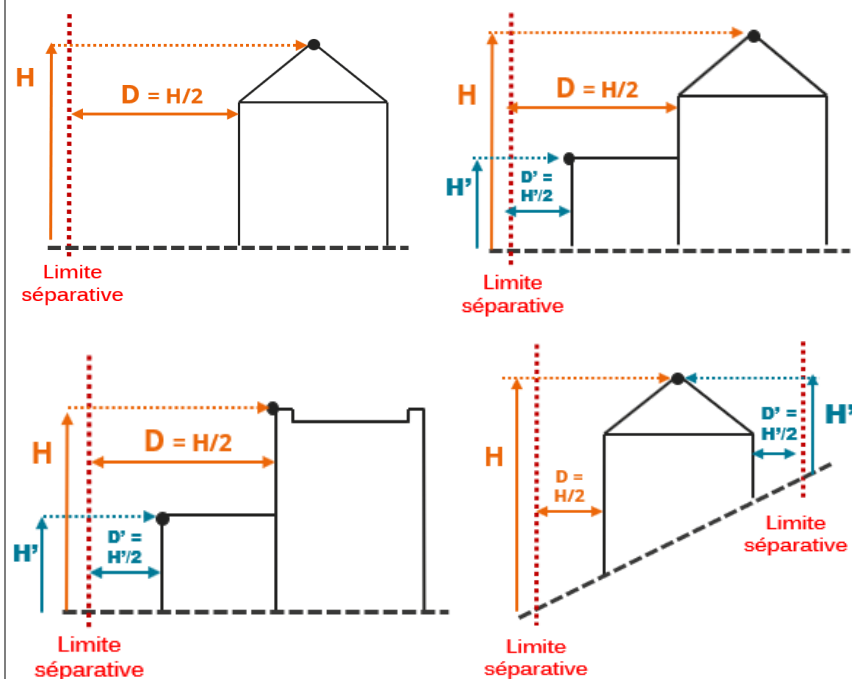 H
D = H/2
Limite
séparative
H
D = H/2
H'
D' =
H'/2
Limite
séparative
H
D = H/2
H'
D' =
H'/2
Limite
séparative
H
D =
H/2
D' =
H'/2
H'
Limite
séparative
Limite
séparative